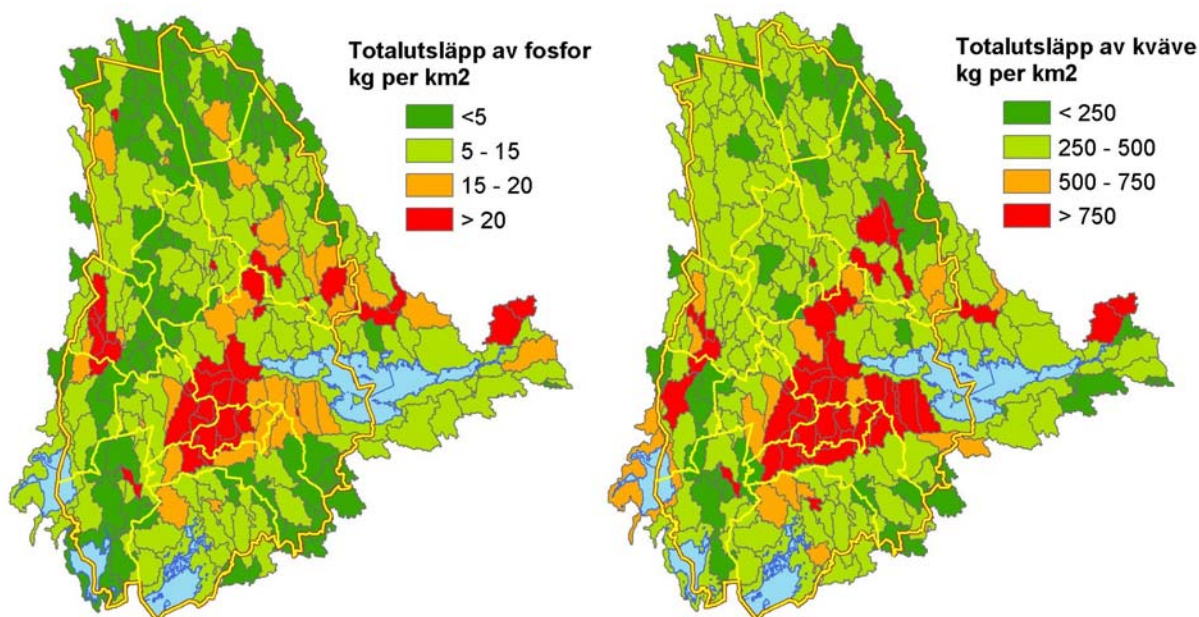 Totalutsläpp av fosfor
kg per km2
<5
5 - 15
15 - 20
> 20
Totalutsläpp av kväve
kg per km2
< 250
250 - 500
500 - 750
> 750